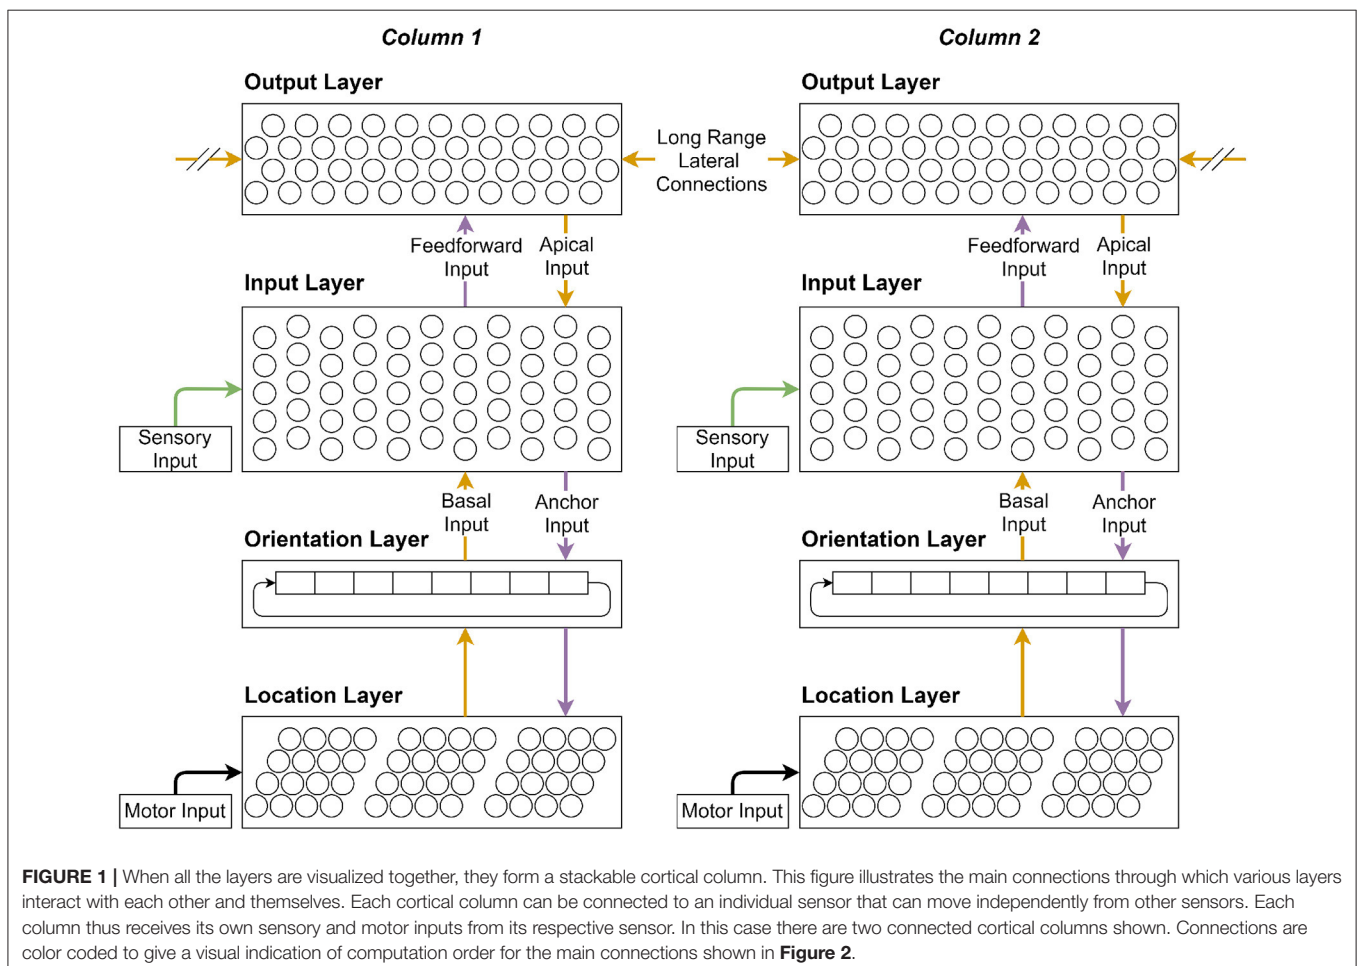 Column 1
Output Layer
Long Range
Lateral
Connections
Feedforward
Input
Apical
Input
Input Layer
Sensory
Input
Basal
Input
Anchor
Input
Orientation Layer
Location Layer
Motor Input
Column 2
Output Layer
Feedforward
Input
Apical
Input
Input Layer
Sensory
Input
Basal
Input
Anchor
Input
Orientation Layer
Location Layer
Motor Input
FIGURE 1 | When all the layers are visualized together, they form a stackable cortical column. This figure illustrates the main connections through which various layers
interact with each other and themselves. Each cortical column can be connected to an individual sensor that can move independently from other sensors. Each
column thus receives its own sensory and motor inputs from its respective sensor. In this case there are two connected cortical columns shown. Connections are
color coded to give a visual indication of computation order for the main connections shown in Figure 2.